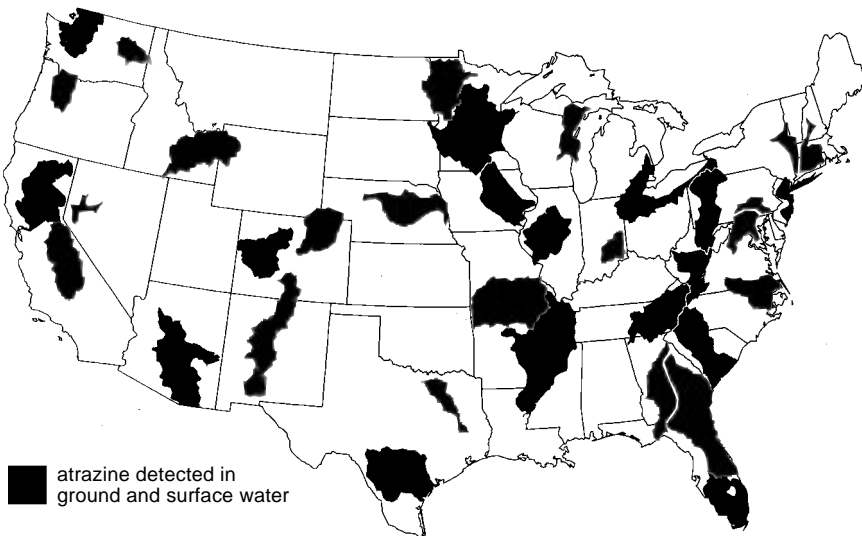 atrazine detected in
ground and surface water